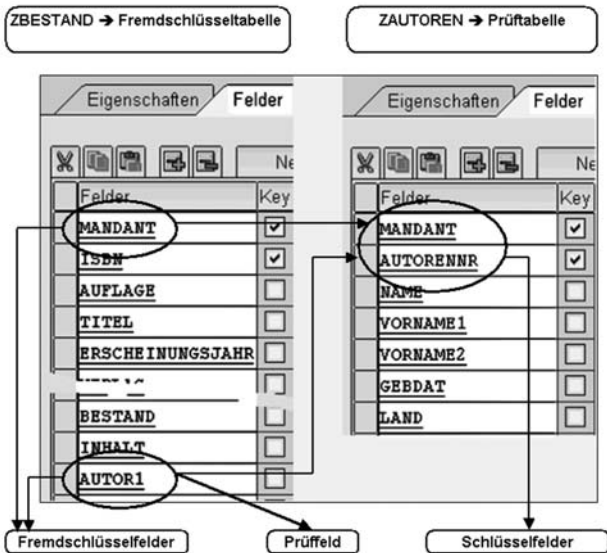 ZBESTAND → Fremdschlüsseltabelle
ZAUTOREN → Prüftabelle
Eigenschaften Felder
Ne
Felder Key
MANDANT
ISBN
AUFLAGE
TITEL
ERSCHEINUNGSJAHR
BESTAND
INHALT
AUTOR1
Eigenschaften Felder
Ne
Felder Key
MANDANT
AUTORENNR
NAME
VORNAME1
VORNAME2
GEBDAT
LAND
Fremdschlüsselfelder
Prüffeld
Schlüsselfelder